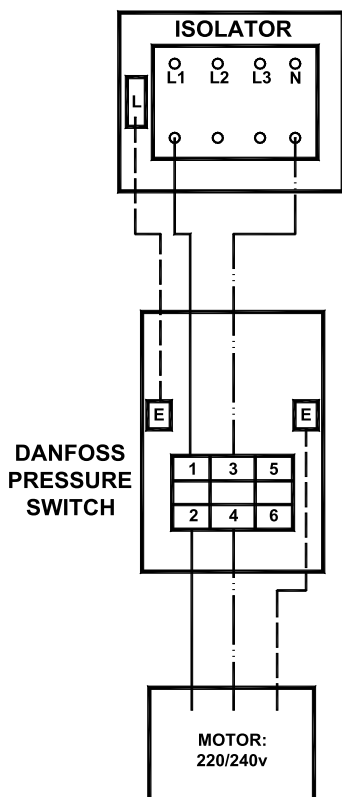 ISOLATOR
L1 L2 L3 N
L
E E
DANFOSS
PRESSURE
SWITCH
1 3 5
2 4 6
MOTOR:
220/240v